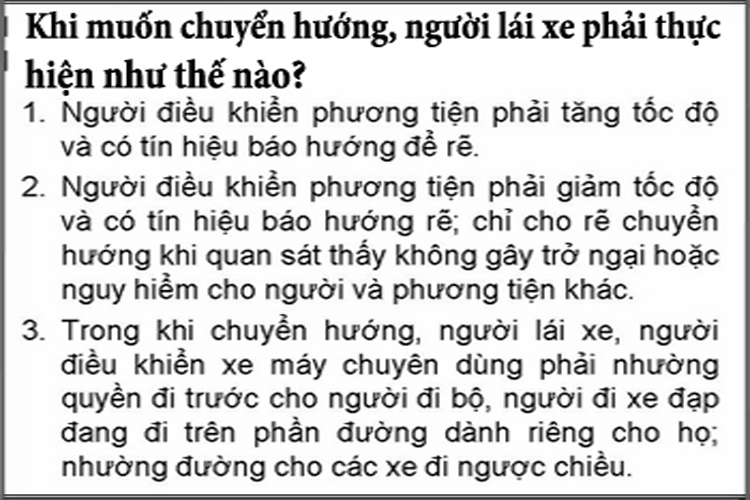 Khi muốn chuyển hướng, người lái xe phải thực
hiện như thế nào?
1. Người điều khiển phương tiện phải tăng tốc độ
và có tín hiệu báo hướng để rẽ.
2. Người điều khiển phương tiện phải giảm tốc độ
và có tín hiệu báo hướng rẽ; chỉ cho rẽ chuyển
hướng khi quan sát thấy không gây trở ngại hoặc
nguy hiểm cho người và phương tiện khác.
3. Trong khi chuyển hướng, người lái xe, người
điều khiển xe máy chuyên dùng phải nhường
quyền đi trước cho người đi bộ, người đi xe đạp
đang đi trên phần đường dành riêng cho họ;
nhường đường cho các xe đi ngược chiều.